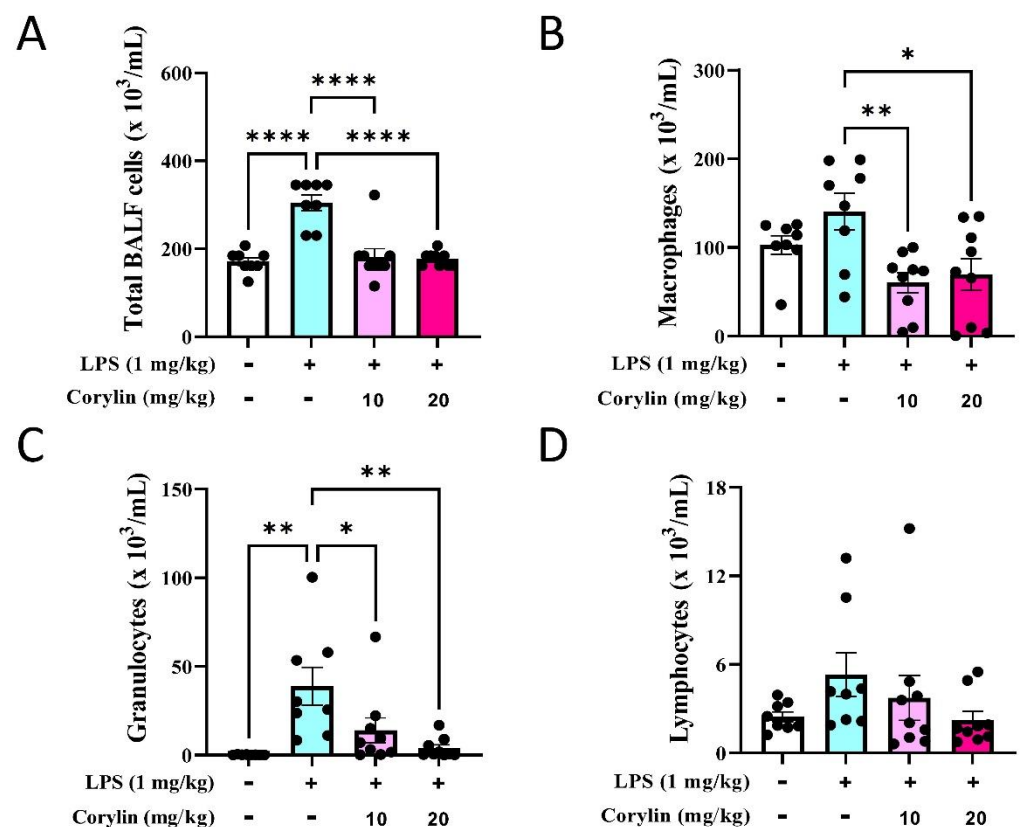 A
Total BALF cells (x 10³/mL)
600
400
200
0
****
****
****
LPS (1 mg/kg) - + + +
Corylin (mg/kg) - - 10 20
B
Macrophages (x 10³/mL)
300
200
100
0
*
**
LPS (1 mg/kg) - + + +
Corylin (mg/kg) - - 10 20
C
Granulocytes (x 10³/mL)
150
100
50
0
**
**
*
LPS (1 mg/kg) - + + +
Corylin (mg/kg) - - 10 20
D
Lymphocytes (x 10³/mL)
18
12
6
0
LPS (1 mg/kg) - + + +
Corylin (mg/kg) - - 10 20